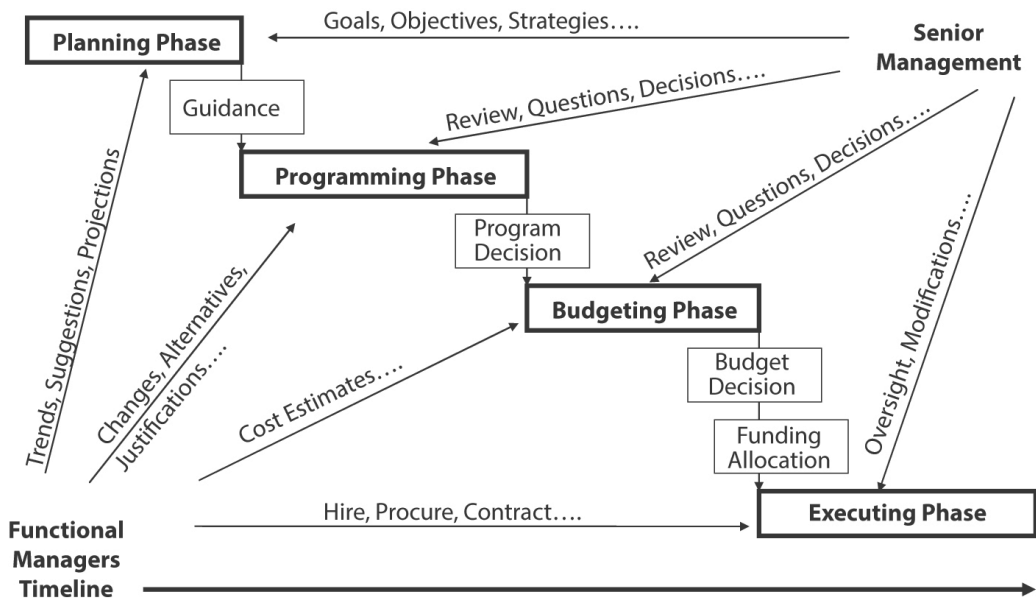 Goals, Objectives, Strategies....
Planning Phase
Senior
Management
Guidance
Review, Questions, Decisions....
Programming Phase
Trends, Suggestions, Projections
Changes, Alternatives,
Justifications....
Program
Decision
Review, Questions, Decisions....
Oversight, Modifications....
Budgeting Phase
Cost Estimates....
Budget
Decision
Funding
Allocation
Hire, Procure, Contract....
Executing Phase
Functional
Managers
Timeline